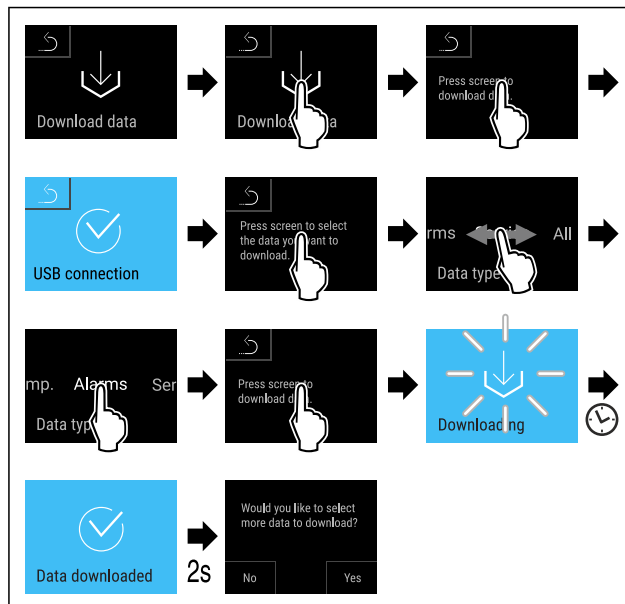 Download data
Downlo a
Press screen to
download d a.
USB connection
Press screen to select
the data yo want to
download.
rms All
Data type
mp. Alarms Ser
Data typ
Press screen to
download d a.
Downloading
Data downloaded
2s
Would you like to select
more data to download?
No Yes